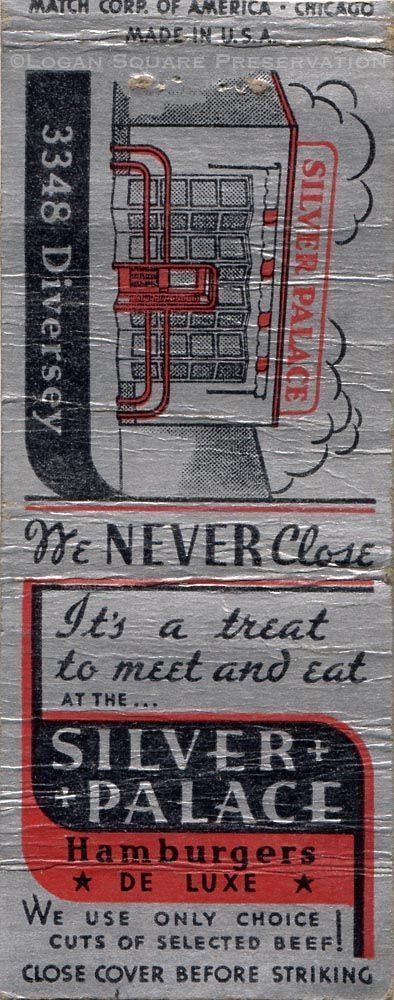 MATCH CORP. OF AMERICA · CHICAGO
MADE IN U.S.A.
©LOGAN SQUARE PRESERVATION
SILVER PALACE
3348 Diversey
WE NEVER Close
It's a treat
to meet and eat
AT THE...
SILVER
PALACE
Hamburgers
★ DE LUXE ★
WE USE ONLY CHOICE
CUTS OF SELECTED BEEF!
CLOSE COVER BEFORE STRIKING